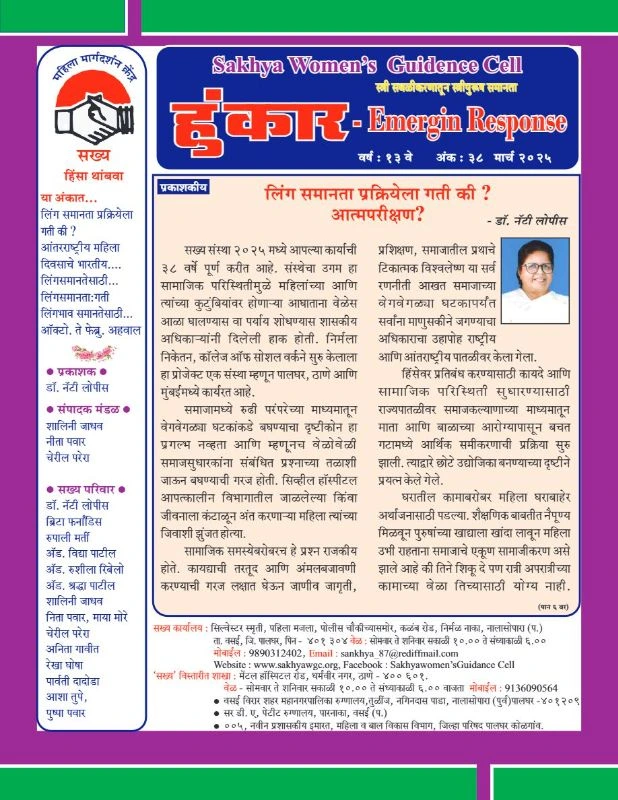 महिला मार्गदर्शन केंद्र
सख्य
हिंसा थांबवा
या अंकात...
लिंग समानता प्रक्रियेला
गती की ?
आंतरराष्ट्रीय महिला
दिवसाचे भारतीय....
लिंगसमानतेसाठी...
लिंगसमानता:गती
लिंगभाव समानतेसाठी...
ऑक्टो. ते फेब्रु. अहवाल
● प्रकाशक ●
डॉ. नॅटी लोपीस
● संपादक मंडळ ●
शालिनी जाधव
नीता पवार
चेरील परेरा
● सख्य परिवार ●
डॉ. नॅटी लोपीस
ब्रिटा फर्नांडिस
रुपाली मर्ती
अ‍ॅड. विद्या पाटील
अ‍ॅड. रुशीला रिबेलो
अ‍ॅड. श्रद्धा पाटील
शालिनी जाधव
निता पवार, माया मोरे
चेरील परेरा
अनिता गावीत
रेखा घोषा
पार्वती दादोडा
आशा तुपे,
पुष्पा पवार
Sakhya Women's Guidence Cell
स्त्री सबळीकरणातून स्त्रीपुरूष समानता
हुंकार - Emergin Response
वर्ष : १३ वे अंक : ३८ मार्च २०२५
प्रकाशकीय
लिंग समानता प्रक्रियेला गती की ?
आत्मपरीक्षण?
- डॉ. नॅटी लोपीस
सख्य संस्था २०२५ मध्ये आपल्या कार्याची
३८ वर्षे पूर्ण करीत आहे. संस्थेचा उगम हा
सामाजिक परिस्थितीमुळे महिलांच्या आणि
त्यांच्या कुटुंबियांवर होणाऱ्या आघाताना वेळेस
आळा घालण्यास वा पर्याय शोधण्यास शासकीय
अधिकाऱ्यांनी दिलेली हाक होती. निर्मला
निकेतन, कॉलेज ऑफ सोशल वर्कने सुरु केलाला
हा प्रोजेक्ट एक संस्था म्हणून पालघर, ठाणे आणि
मुंबईमध्ये कार्यरत आहे.
समाजामध्ये रुढी परंपरेच्या माध्यमातून
वेगवेगळ्या घटकांकडे बघण्याचा दृष्टीकोन हा
प्रगल्भ नव्हता आणि म्हणूनच वेळोवेळी
समाजसुधारकांना संबंधित प्रश्नाच्या तळाशी
जाऊन बघण्याची गरज होती. सिव्हील हॉस्पीटल
आपत्कालीन विभागातील जाळलेल्या किंवा
जीवनाला कंटाळून अंत करणाऱ्या महिला त्यांच्या
जिवाशी झुंजत होत्या.
सामाजिक समस्येबरोबरच हे प्रश्न राजकीय
होते. कायद्याची तरतूद आणि अंमलबजावणी
करण्याची गरज लक्षात घेऊन जाणीव जागृती,
प्रशिक्षण, समाजातील प्रथाचे
टिकात्मक विश्वलेष्ण या सर्व
रणनीती आखत समाजाच्या
वेगवेगळ्या घटकापर्यंत
सर्वांना माणुसकीने जगण्याचा
अधिकाराचा उहापोह राष्ट्रीय
आणि आंतराष्ट्रीय पातळीवर केला गेला.
हिंसेवर प्रतिबंध करण्यासाठी कायदे आणि
सामाजिक परिस्थिती सुधारण्यासाठी
राज्यपातळीवर समाजकल्याणाच्या माध्यमातून
माता आणि बाळाच्या आरोग्यापासून बचत
गटामध्ये आर्थिक समीकरणाची प्रक्रिया सुरु
झाली. त्याद्वारे छोटे उद्योजिका बनण्याच्या दृष्टीने
प्रयत्न केले गेले.
घरातील कामाबरोबर महिला घराबाहेर
अर्थाजनासाठी पडल्या. शैक्षणिक बाबतीत नैपूण्य
मिळवून पुरुषांच्या खाद्याला खांदा लावून महिला
उभी राहताना समाजाचे एकूण सामाजीकरण असे
झाले आहे की तिने शिकू दे पण रात्री अपरात्रीच्या
कामाच्या वेळा तिच्यासाठी योग्य नाही.
(पान ६ वर)
सख्य कार्यालय : सिल्वेस्टर स्मृती, पहिला मजला, पोलीस चौकीच्यासमोर, कळंब रोड, निर्मळ नाका, नालासोपारा (प.)
ता. वसई, जि. पालघर, पिन - ४०१ ३०४ वेळ : सोमवार ते शनिवार सकाळी १०.०० ते संध्याकाळी ६.००
मोबाईल : 9890312402, Email : sankhya_87@rediffmail.com
Website : www.sakhyawgc.org, Facebook : Sakhyawomen'sGuidance Cell
'सख्य' विस्तारीत शाखा : मेंटल हॉस्पिटल रोड, धर्मवीर नगर, ठाणे - ४०० ६०१.
वेळ - सोमवार ते शनिवार सकाळी १०.०० ते संध्याकाळी ६.०० वाजता मोबाईल : 9136090564
● वसई विरार शहर महानगरपालिका रुग्णालय,तुळींज, नगिनदास पाडा, नालासोपारा (पुर्व)पालघर -४०१२०९
● सर डी. ए. पेटीट रुग्णालय, पारनाका, वसई (प.)
● ००५, नवीन प्रशासकीय इमारत, महिला व बाल विकास विभाग, जिल्हा परिषद पालघर कोळगांव.